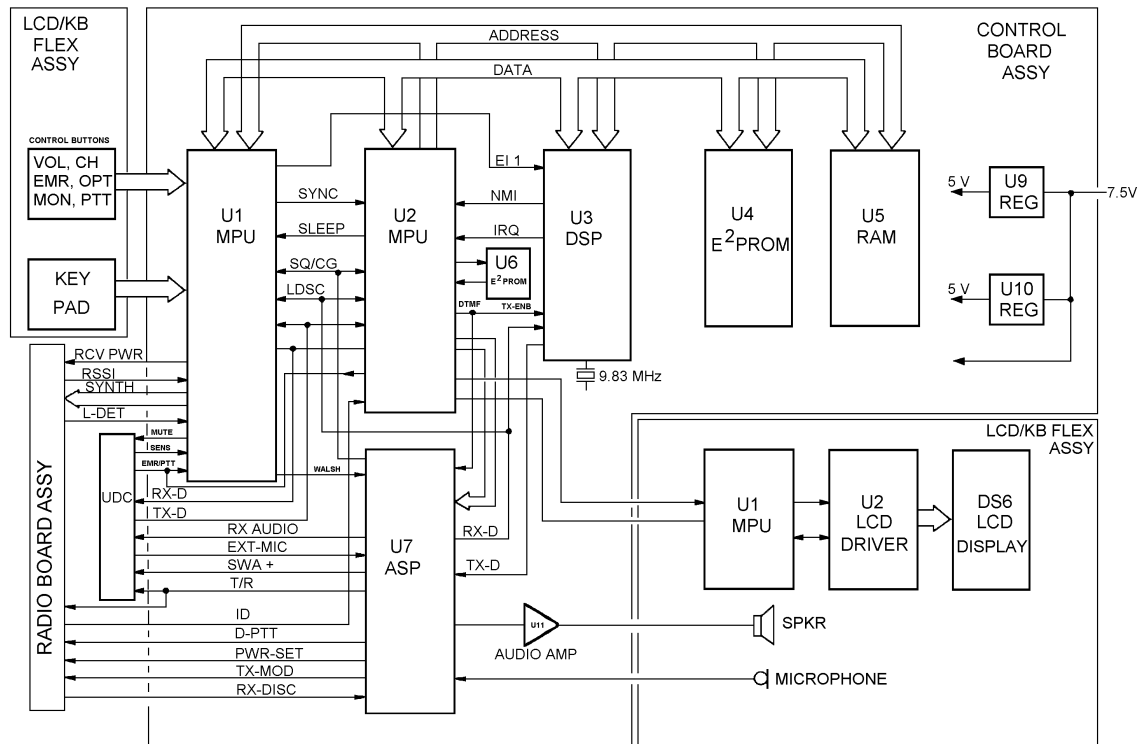 LCD/KB
FLEX
ASSY
CONTROL BUTTONS
VOL, CH
EMR, OPT
MON, PTT
KEY
PAD
ADDRESS
DATA
CONTROL
BOARD
ASSY
U1
MPU
SYNC
SLEEP
SQ/CG
LDSC
U2
MPU
EI 1
NMI
IRQ
U6
E2PROM
DTMF
TX-ENB
U3
DSP
9.83 MHz
U4
E2PROM
U5
RAM
5 V
U9
REG
7.5V
5 V
U10
REG
RADIO BOARD ASSY
RCV PWR
RSSI
SYNTH
L-DET
UDC
MUTE
SENS
EMR/PTT
WALSH
RX-D
TX-D
RX AUDIO
EXT-MIC
SWA +
T/R
ID
D-PTT
PWR-SET
TX-MOD
RX-DISC
U7
ASP
RX-D
TX-D
U11
AUDIO AMP
SPKR
MICROPHONE
LCD/KB FLEX
ASSY
U1
MPU
U2
LCD
DRIVER
DS6
LCD
DISPLAY